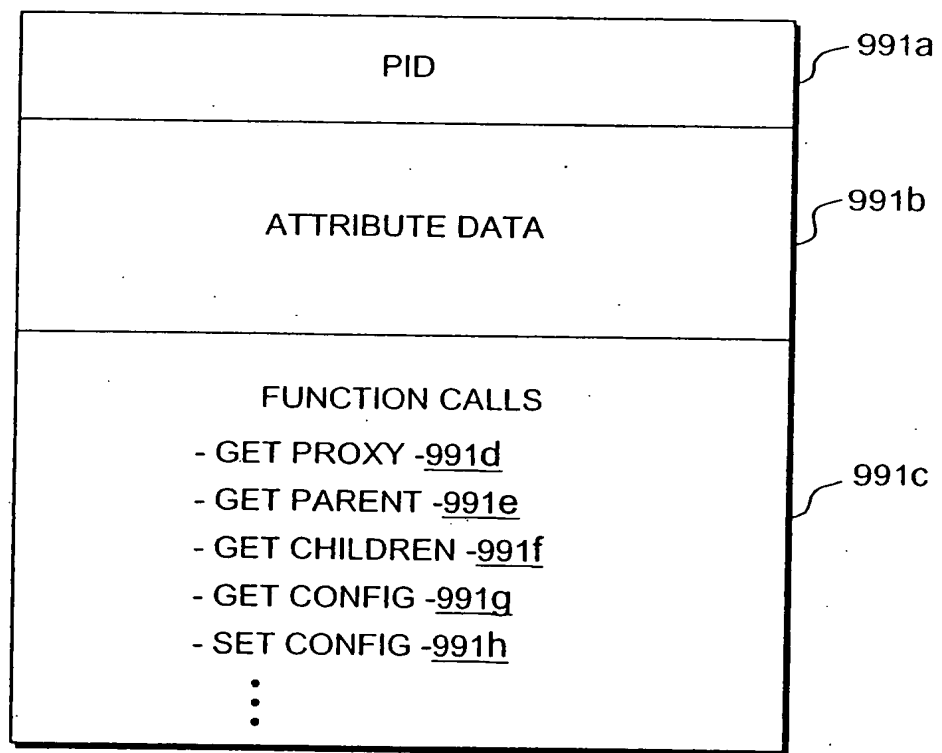 PID
991a
ATTRIBUTE DATA
991b
FUNCTION CALLS
- GET PROXY -991d
- GET PARENT -991e
- GET CHILDREN -991f
- GET CONFIG -991g
- SET CONFIG -991h
991c